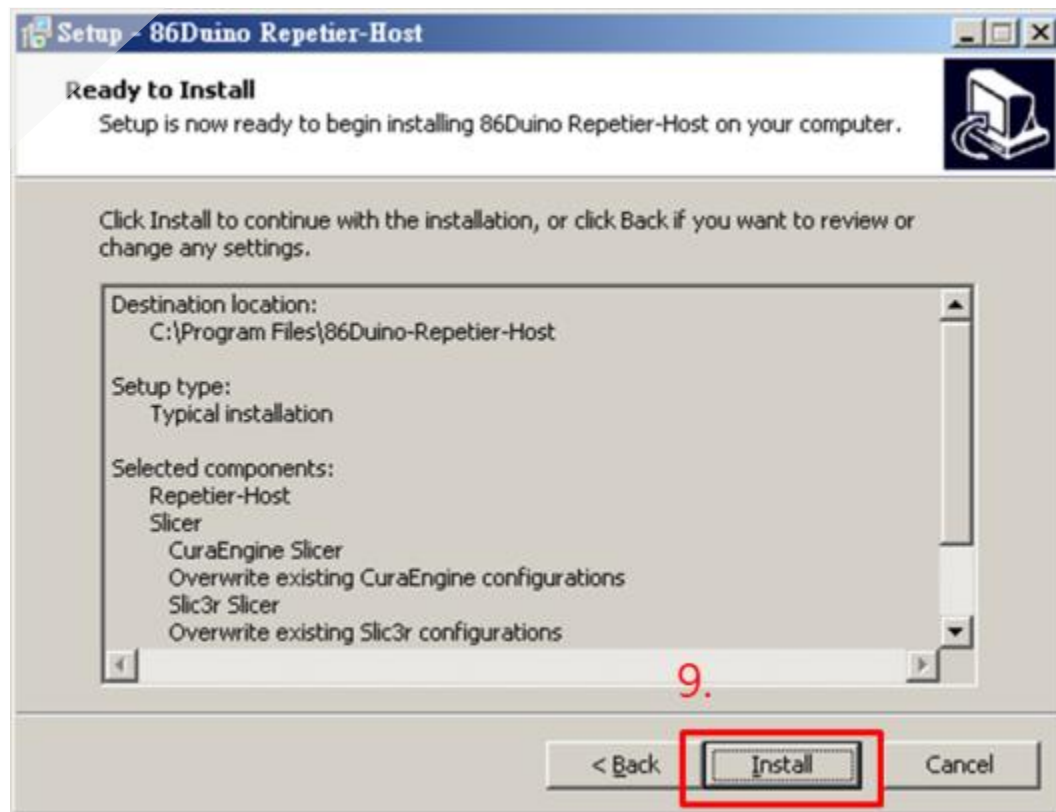 Setup - 86Duino Repetier-Host
Ready to Install
Setup is now ready to begin installing 86Duino Repetier-Host on your computer.
Click Install to continue with the installation, or click Back if you want to review or
change any settings.
Destination location:
C:\Program Files\86Duino-Repetier-Host
Setup type:
Typical installation
Selected components:
Repetier-Host
Slicer
CuraEngine Slicer
Overwrite existing CuraEngine configurations
Slic3r Slicer
Overwrite existing Slic3r configurations
9.
< Back Install Cancel